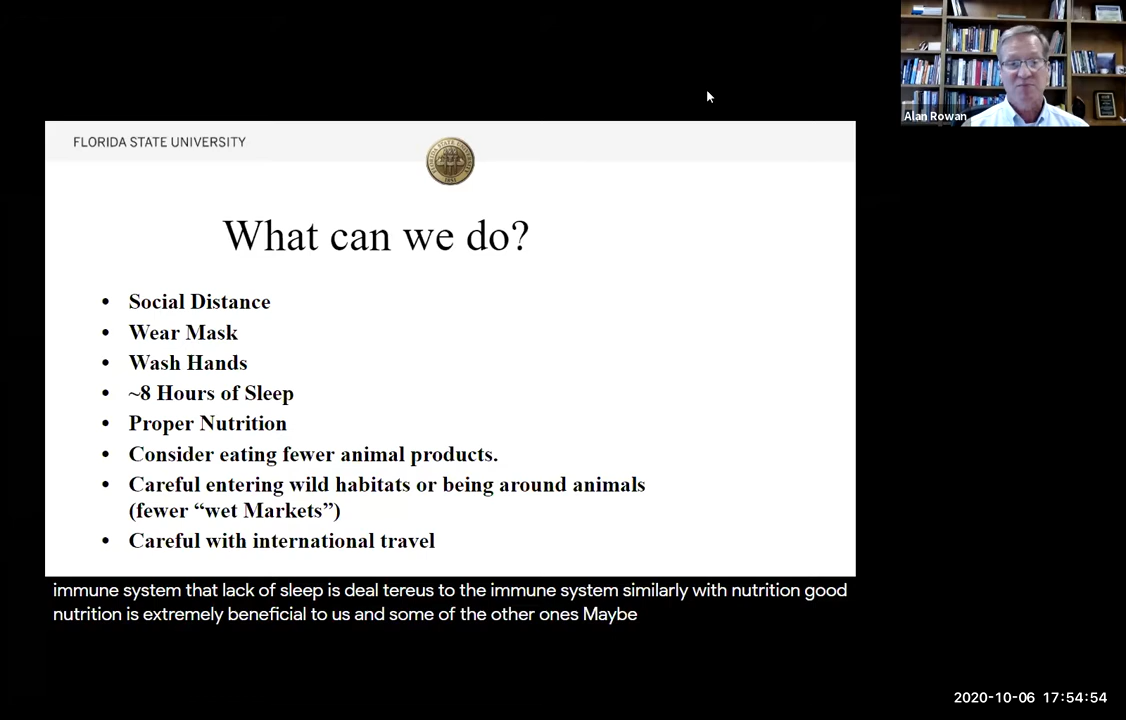 Alan Rowan
FLORIDA STATE UNIVERSITY
What can we do?
• Social Distance
• Wear Mask
• Wash Hands
• ~8 Hours of Sleep
• Proper Nutrition
• Consider eating fewer animal products.
• Careful entering wild habitats or being around animals
(fewer “wet Markets”)
• Careful with international travel
immune system that lack of sleep is deal tereus to the immune system similarly with nutrition good
nutrition is extremely beneficial to us and some of the other ones Maybe
2020-10-06 17:54:54